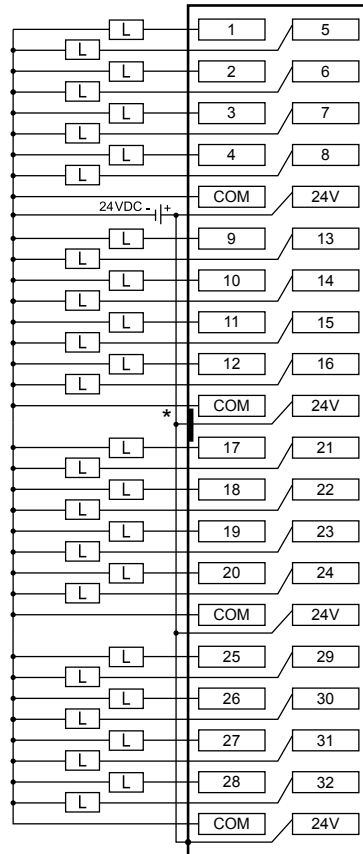 L 1 5
L
L 2 6
L
L 3 7
L
L 4 8
L
COM 24V
24VDC - +
L 9 13
L
L 10 14
L
L 11 15
L
L 12 16
L
COM 24V
*
L 17 21
L
L 18 22
L
L 19 23
L
L 20 24
L
COM 24V
L 25 29
L
L 26 30
L
L 27 31
L
L 28 32
L
COM 24V